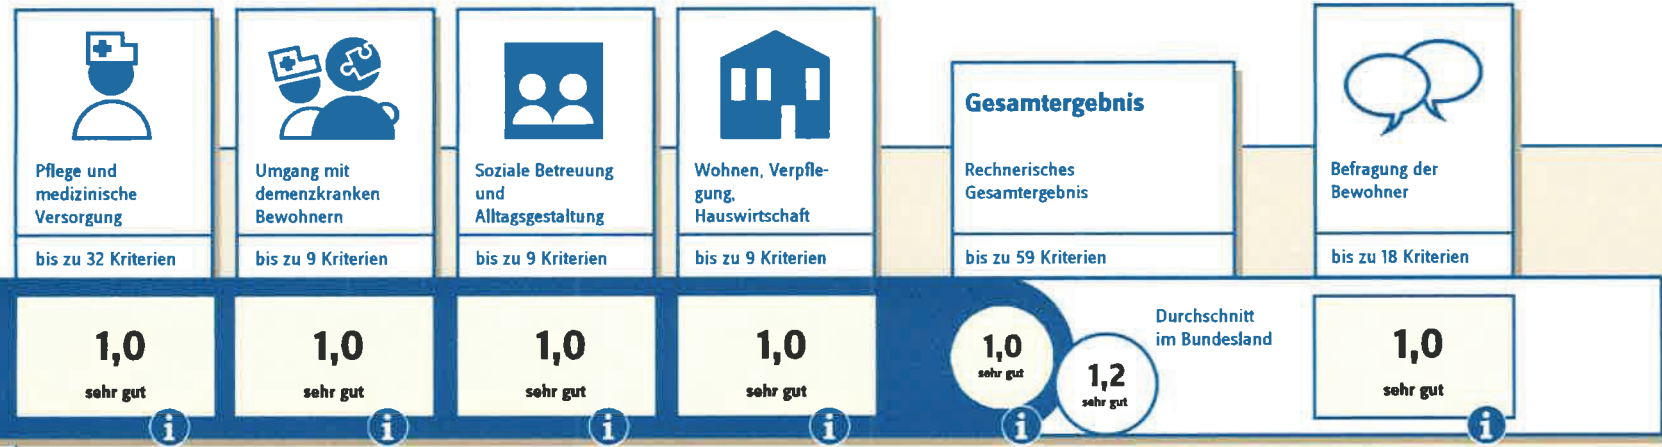 Pflege und
medizinische
Versorgung
bis zu 32 Kriterien
1,0
sehr gut
i
Umgang mit
demenzkranken
Bewohnern
bis zu 9 Kriterien
1,0
sehr gut
i
Soziale Betreuung
und
Alltagsgestaltung
bis zu 9 Kriterien
1,0
sehr gut
i
Wohnen, Verpfle-
gung,
Hauswirtschaft
bis zu 9 Kriterien
1,0
sehr gut
i
Gesamtergebnis
Rechnerisches
Gesamtergebnis
bis zu 59 Kriterien
1,0
sehr gut
i
Durchschnitt
im Bundesland
1,2
sehr gut
Befragung der
Bewohner
bis zu 18 Kriterien
1,0
sehr gut
i